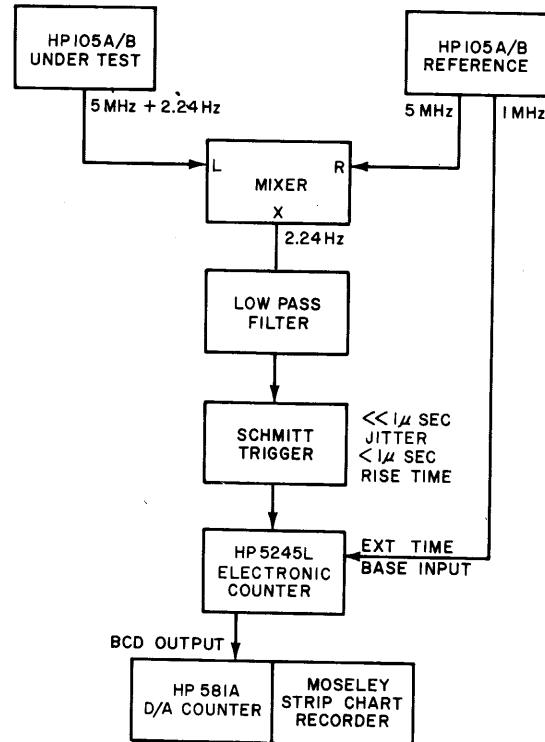 HP105A/B
UNDER TEST
HP105A/B
REFERENCE
5 MHz + 2.24 Hz
5 MHz
1 MHz
L
R
MIXER
X
2.24 Hz
LOW PASS
FILTER
SCHMITT
TRIGGER
<<1μ SEC
JITTER
<1μ SEC
RISE TIME
HP 5245L
ELECTRONIC
COUNTER
EXT TIME
BASE INPUT
BCD OUTPUT
HP 581A
D/A COUNTER
MOSELEY
STRIP CHART
RECORDER